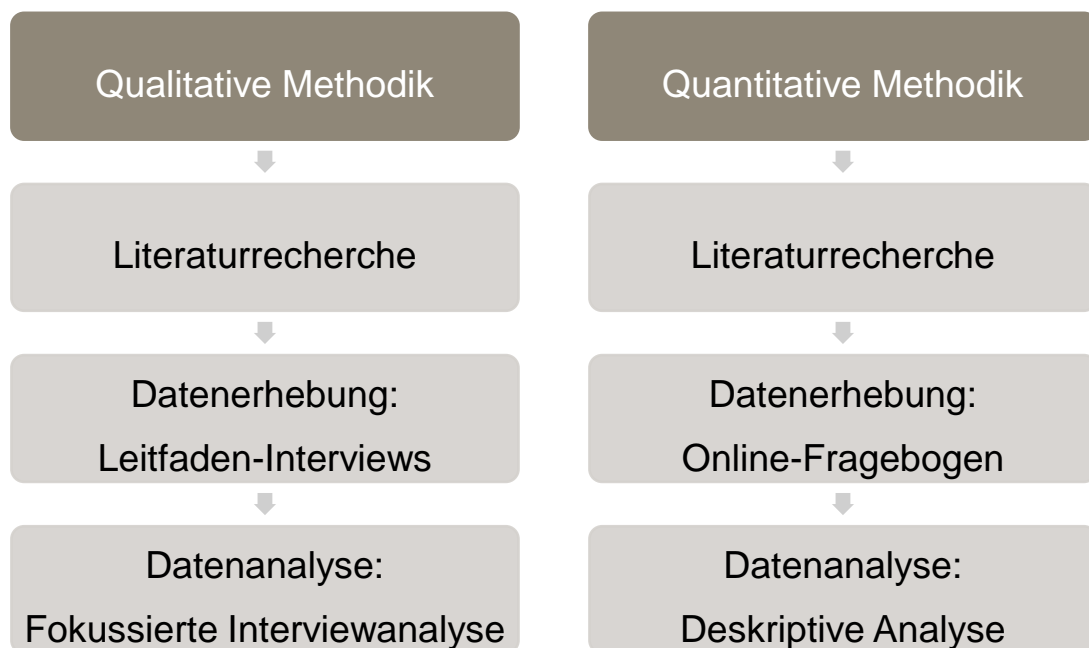 Qualitative Methodik
Literaturrecherche
Datenerhebung:
Leitfaden-Interviews
Datenanalyse:
Fokussierte Interviewanalyse
Quantitative Methodik
Literaturrecherche
Datenerhebung:
Online-Fragebogen
Datenanalyse:
Deskriptive Analyse